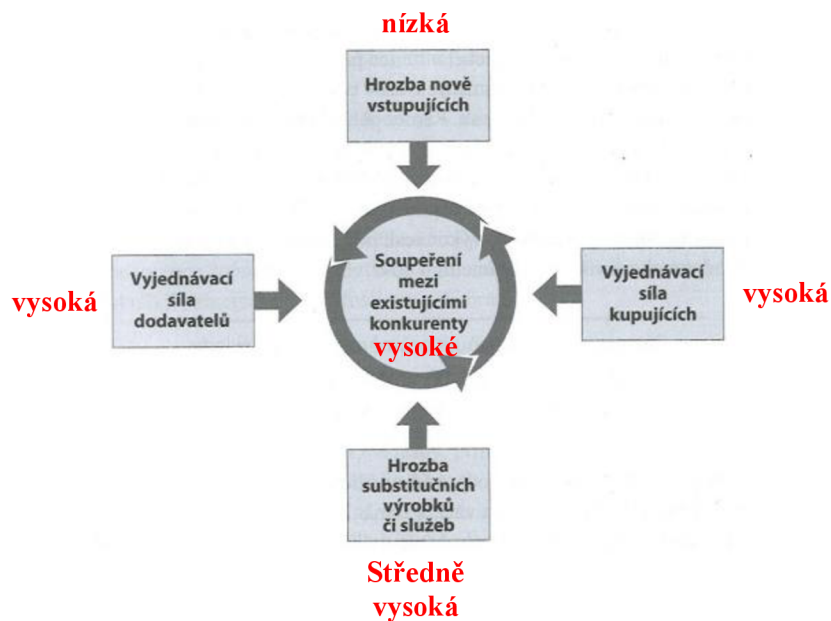 nízká
Hrozba nově
vstupujících
vysoká
Vyjednávací
síla
dodavatelů
Soupeření
mezi
existujícími
konkurenty
vysoké
Vyjednávací
síla
kupujících
vysoká
Hrozba
substitučních
výrobků
či služeb
Středně
vysoká